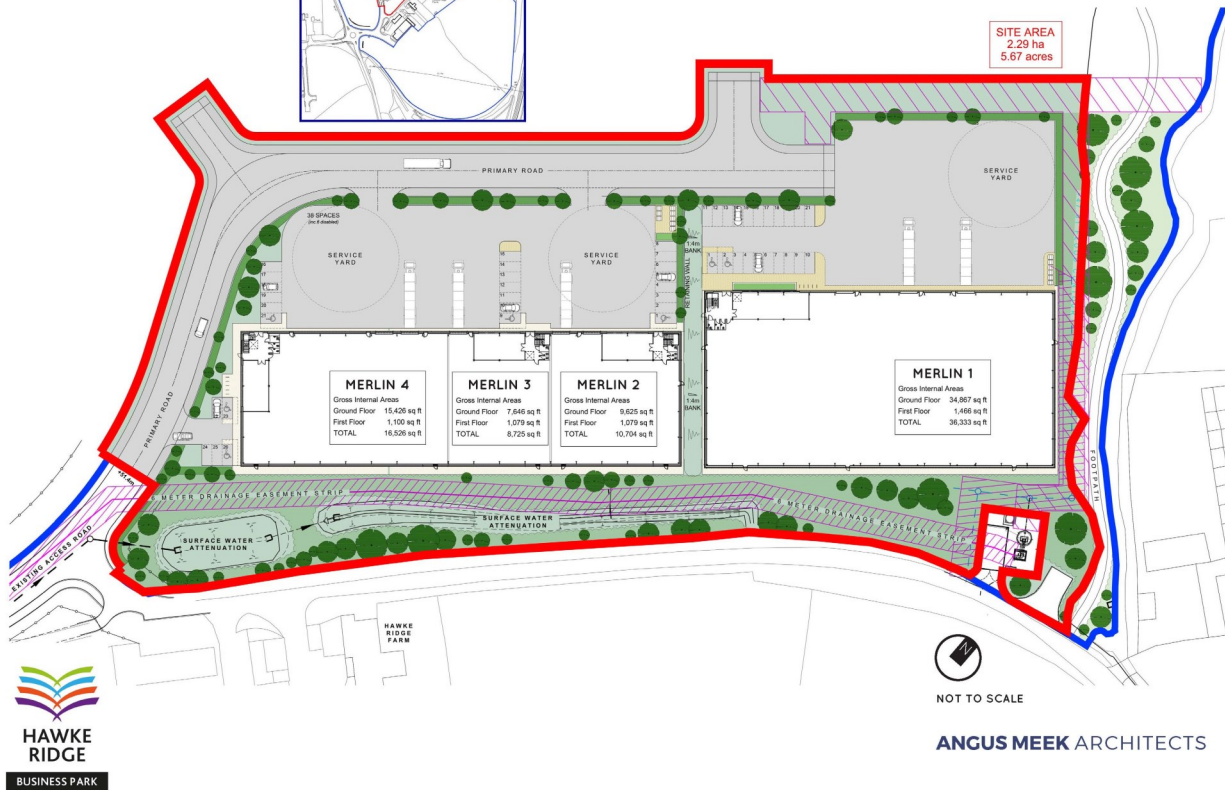 SITE AREA
2.29 ha
5.67 acres
PRIMARY ROAD
SERVICE
YARD
38 SPACES
(inc 6 disabled)
SERVICE
YARD
SERVICE
YARD
1.4m
BANK
RETAINING WALL
1.4m
BANK
PRIMARY ROAD
MERLIN 4
Gross Internal Areas
Ground Floor 15,426 sq ft
First Floor 1,100 sq ft
TOTAL 16,526 sq ft
MERLIN 3
Gross Internal Areas
Ground Floor 7,646 sq ft
First Floor 1,079 sq ft
TOTAL 8,725 sq ft
MERLIN 2
Gross Internal Areas
Ground Floor 9,625 sq ft
First Floor 1,079 sq ft
TOTAL 10,704 sq ft
MERLIN 1
Gross Internal Areas
Ground Floor 34,867 sq ft
First Floor 1,466 sq ft
TOTAL 36,333 sq ft
FOOTPATH
6 METER DRAINAGE EASEMENT STRIP
6 METER DRAINAGE EASEMENT STRIP
SURFACE WATER
ATTENUATION
SURFACE WATER
ATTENUATION
EXISTING ACCESS ROAD
HAWKE
RIDGE
FARM
N
NOT TO SCALE
HAWKE
RIDGE
BUSINESS PARK
ANGUS MEEK ARCHITECTS